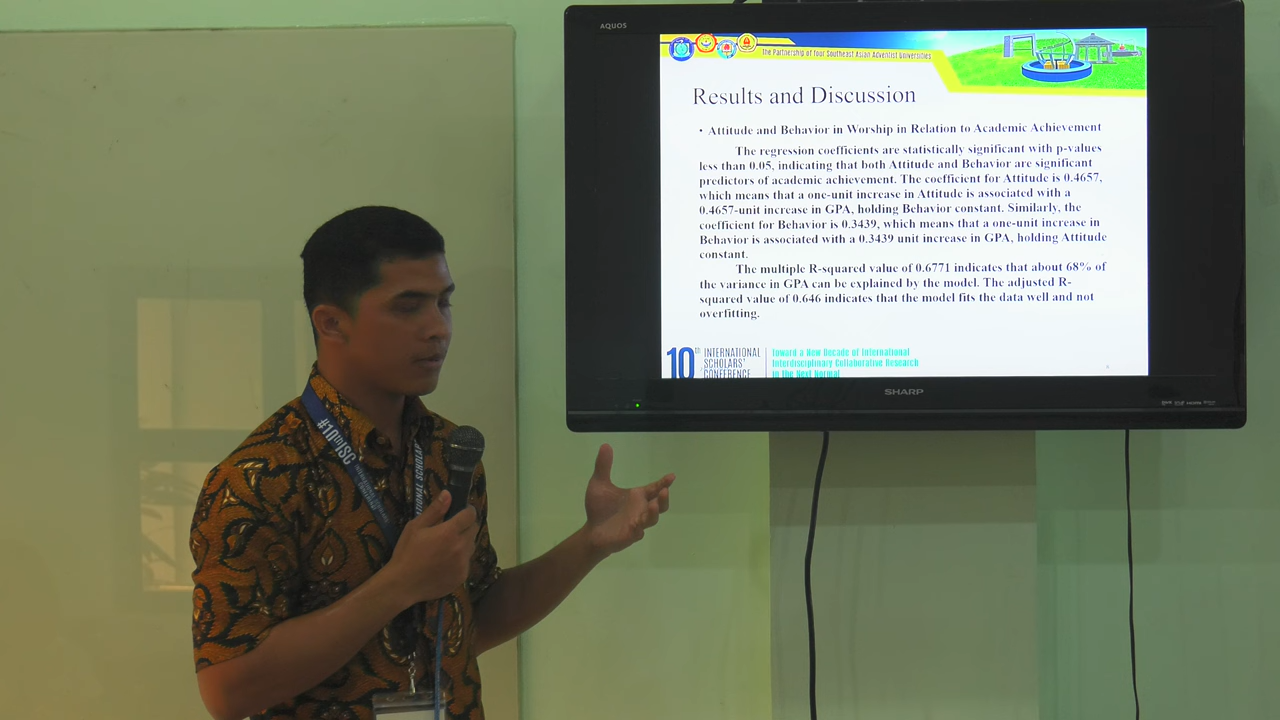 AQUOS
The Partnership of four Southeast Asian Adventist Universities
Results and Discussion
• Attitude and Behavior in Worship in Relation to Academic Achievement
The regression coefficients are statistically significant with p-values
less than 0.05, indicating that both Attitude and Behavior are significant
predictors of academic achievement. The coefficient for Attitude is 0.4657,
which means that a one-unit increase in Attitude is associated with a
0.4657-unit increase in GPA, holding Behavior constant. Similarly, the
coefficient for Behavior is 0.3439, which means that a one-unit increase in
Behavior is associated with a 0.3439 unit increase in GPA, holding Attitude
constant.
The multiple R-squared value of 0.6771 indicates that about 68% of
the variance in GPA can be explained by the model. The adjusted R-
squared value of 0.646 indicates that the model fits the data well and not
overfitting.
10TH INTERNATIONAL
SCHOLARS'
CONFERENCE
Toward a New Decade of International
Interdisciplinary Collaborative Research
in the Next Normal
SHARP
#10thISC